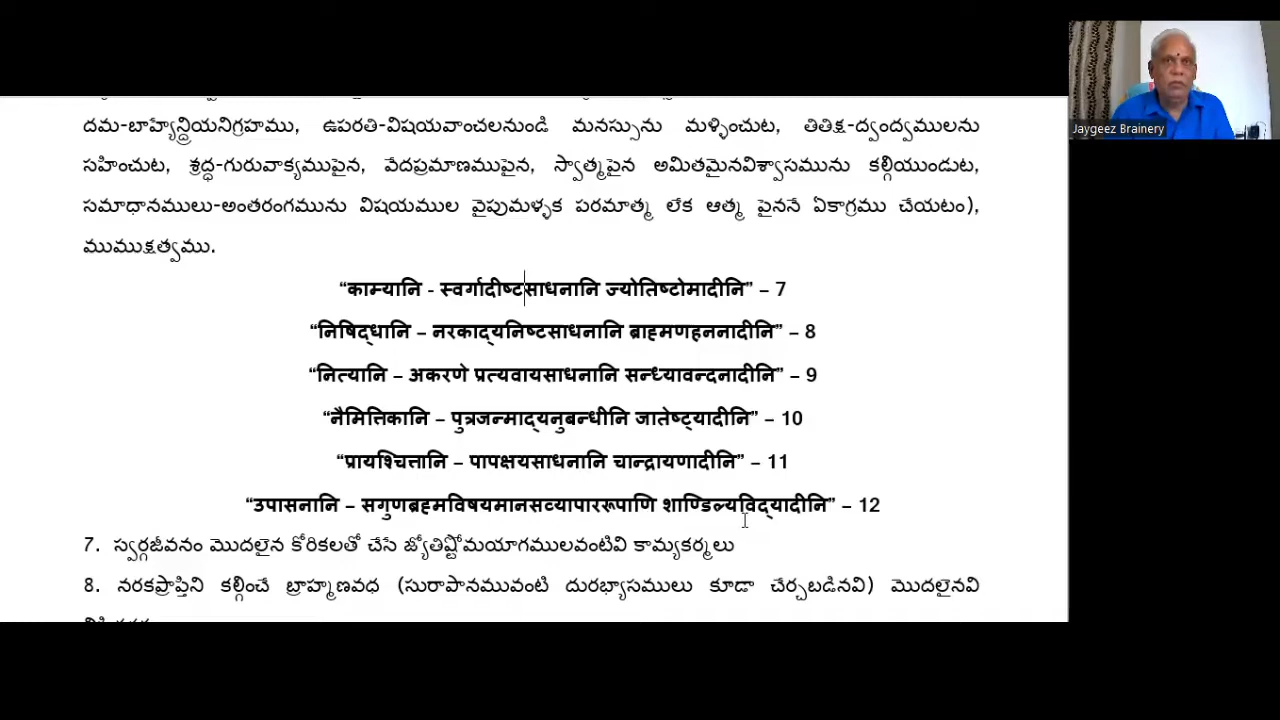 దమ-బాహ్యేన్ద్రియనిగ్రహము, ఉపరతి-విషయవాంచలనుండి మనస్సును మళ్ళించుట, తితిక్ష-ద్వంద్వములను
సహించుట, శ్రద్ధ-గురువాక్యముపైన, వేదప్రమాణముపైన, స్వాత్మపైన అమితమైనవిశ్వాసమును కల్గియుండుట,
సమాధానములు-అంతరంగమును విషయముల వైపుమళ్ళక పరమాత్మ లేక ఆత్మ పైననే ఏకాగ్రము చేయటం),
ముముక్షత్వము.
“काम्यानि - स्वर्गादीष्टसाधनानि ज्योतिष्टोमादीनि” – 7
“निषिद्धानि – नरकाद्यनिष्टसाधनानि ब्राह्मणहननादीनि” – 8
“नित्यानि – अकरणे प्रत्यवायसाधनानि सन्ध्यावन्दनादीनि” – 9
“नैमित्तिकानि – पुत्रजन्माद्यनुबन्धीनि जातेष्ट्यादीनि” – 10
“प्रायश्चित्तानि – पापक्षयसाधनानि चान्द्रायणादीनि” – 11
“उपासनानि – सगुणब्रह्मविषयमानसव्यापाररूपाणि शाण्डिल्यविद्यादीनि” – 12
7. స్వర్గజీవనం మొదలైన కోరికలతో చేసే జ్యోతిష్టోమయాగములవంటివి కామ్యకర్మలు
8. నరకప్రాప్తిని కల్గించే బ్రాహ్మణవధ (సురాపానమువంటి దురభ్యాసములు కూడా చేర్చబడినవి) మొదలైనవి
Jaygeez Brainery